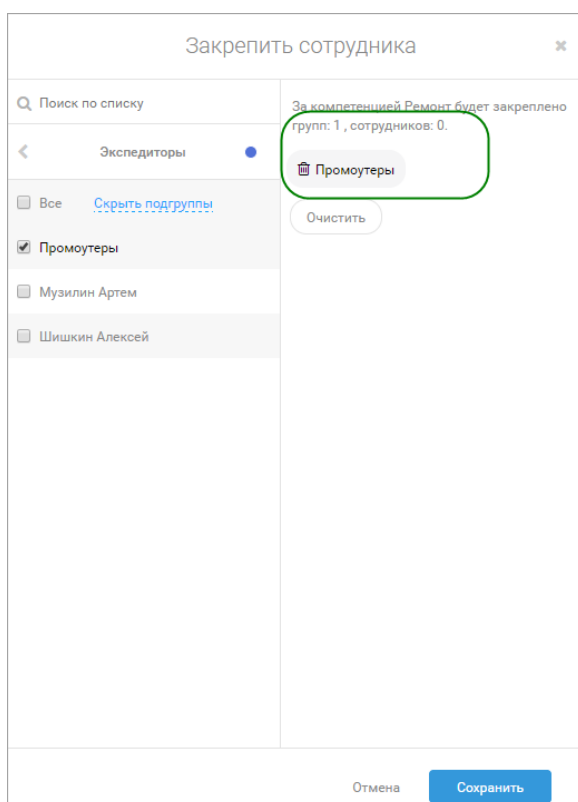 Закрепить сотрудника
Поиск по списку
Экспедиторы
Все Скрыть подгруппы
Промоутеры
Музилин Артем
Шишкин Алексей
За компетенцией Ремонт будет закреплено
групп: 1 , сотрудников: 0.
Промоутеры
Очистить
Отмена Сохранить